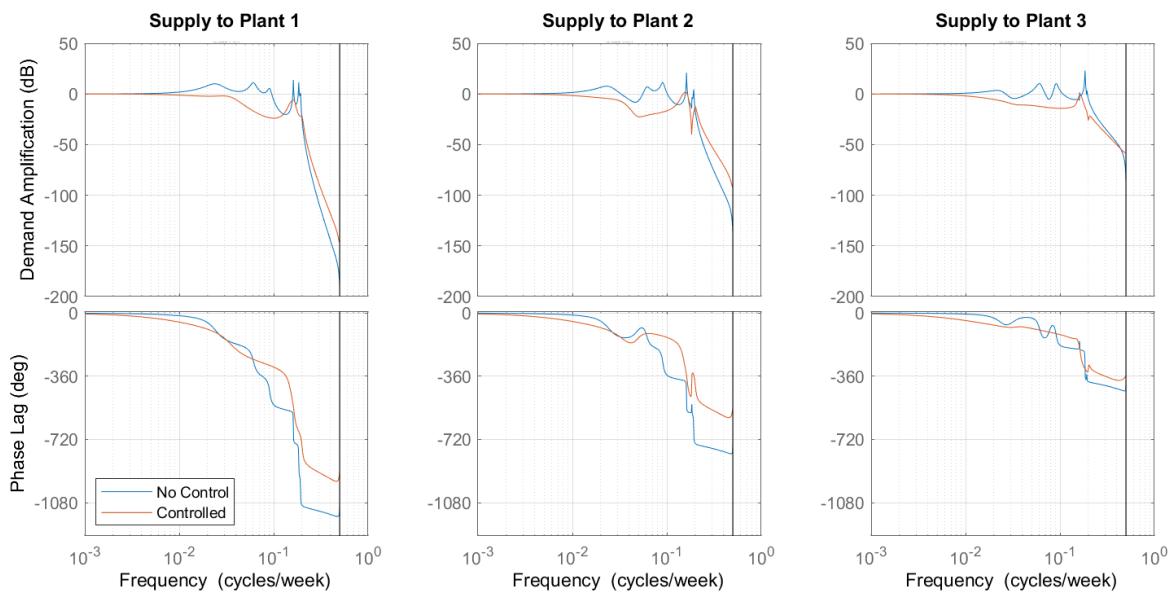 Supply to Plant 1
Supply to Plant 2
Supply to Plant 3
Demand Amplification (dB)
50
0
-50
-100
-150
-200
50
0
-50
-100
-150
-200
50
0
-50
-100
-150
-200
Phase Lag (deg)
0
-360
-720
-1080
0
-360
-720
-1080
0
-360
-720
-1080
No Control
Controlled
10^-3 10^-2 10^-1 10^0
10^-3 10^-2 10^-1 10^0
10^-3 10^-2 10^-1 10^0
Frequency (cycles/week)
Frequency (cycles/week)
Frequency (cycles/week)